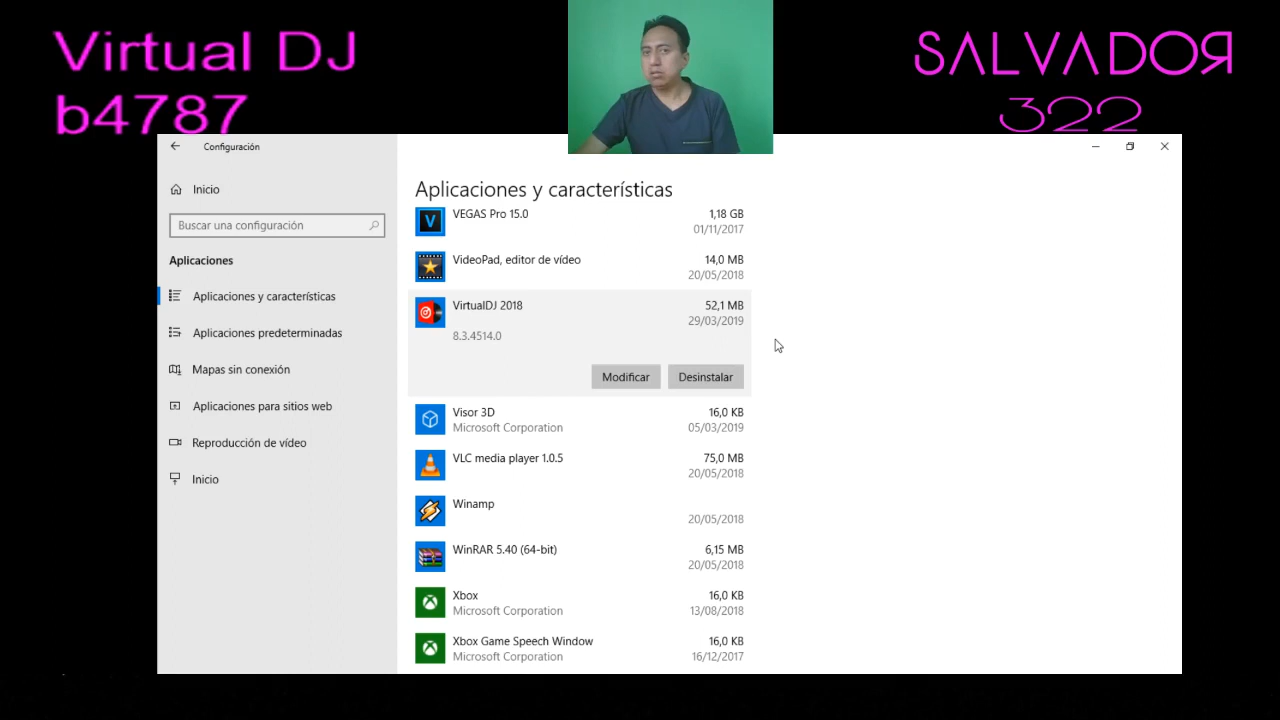 Virtual DJ
b4787
SALVADOR
322
Configuración
Inicio
Buscar una configuración
Aplicaciones
Aplicaciones y características
Aplicaciones predeterminadas
Mapas sin conexión
Aplicaciones para sitios web
Reproducción de vídeo
Inicio
Aplicaciones y características
VEGAS Pro 15.0 1,18 GB
01/11/2017
VideoPad, editor de vídeo 14,0 MB
20/05/2018
VirtualDJ 2018 52,1 MB
29/03/2019
8.3.4514.0
Modificar Desinstalar
Visor 3D 16,0 KB
Microsoft Corporation 05/03/2019
VLC media player 1.0.5 75,0 MB
20/05/2018
Winamp
20/05/2018
WinRAR 5.40 (64-bit) 6,15 MB
20/05/2018
Xbox 16,0 KB
Microsoft Corporation 13/08/2018
Xbox Game Speech Window 16,0 KB
Microsoft Corporation 16/12/2017